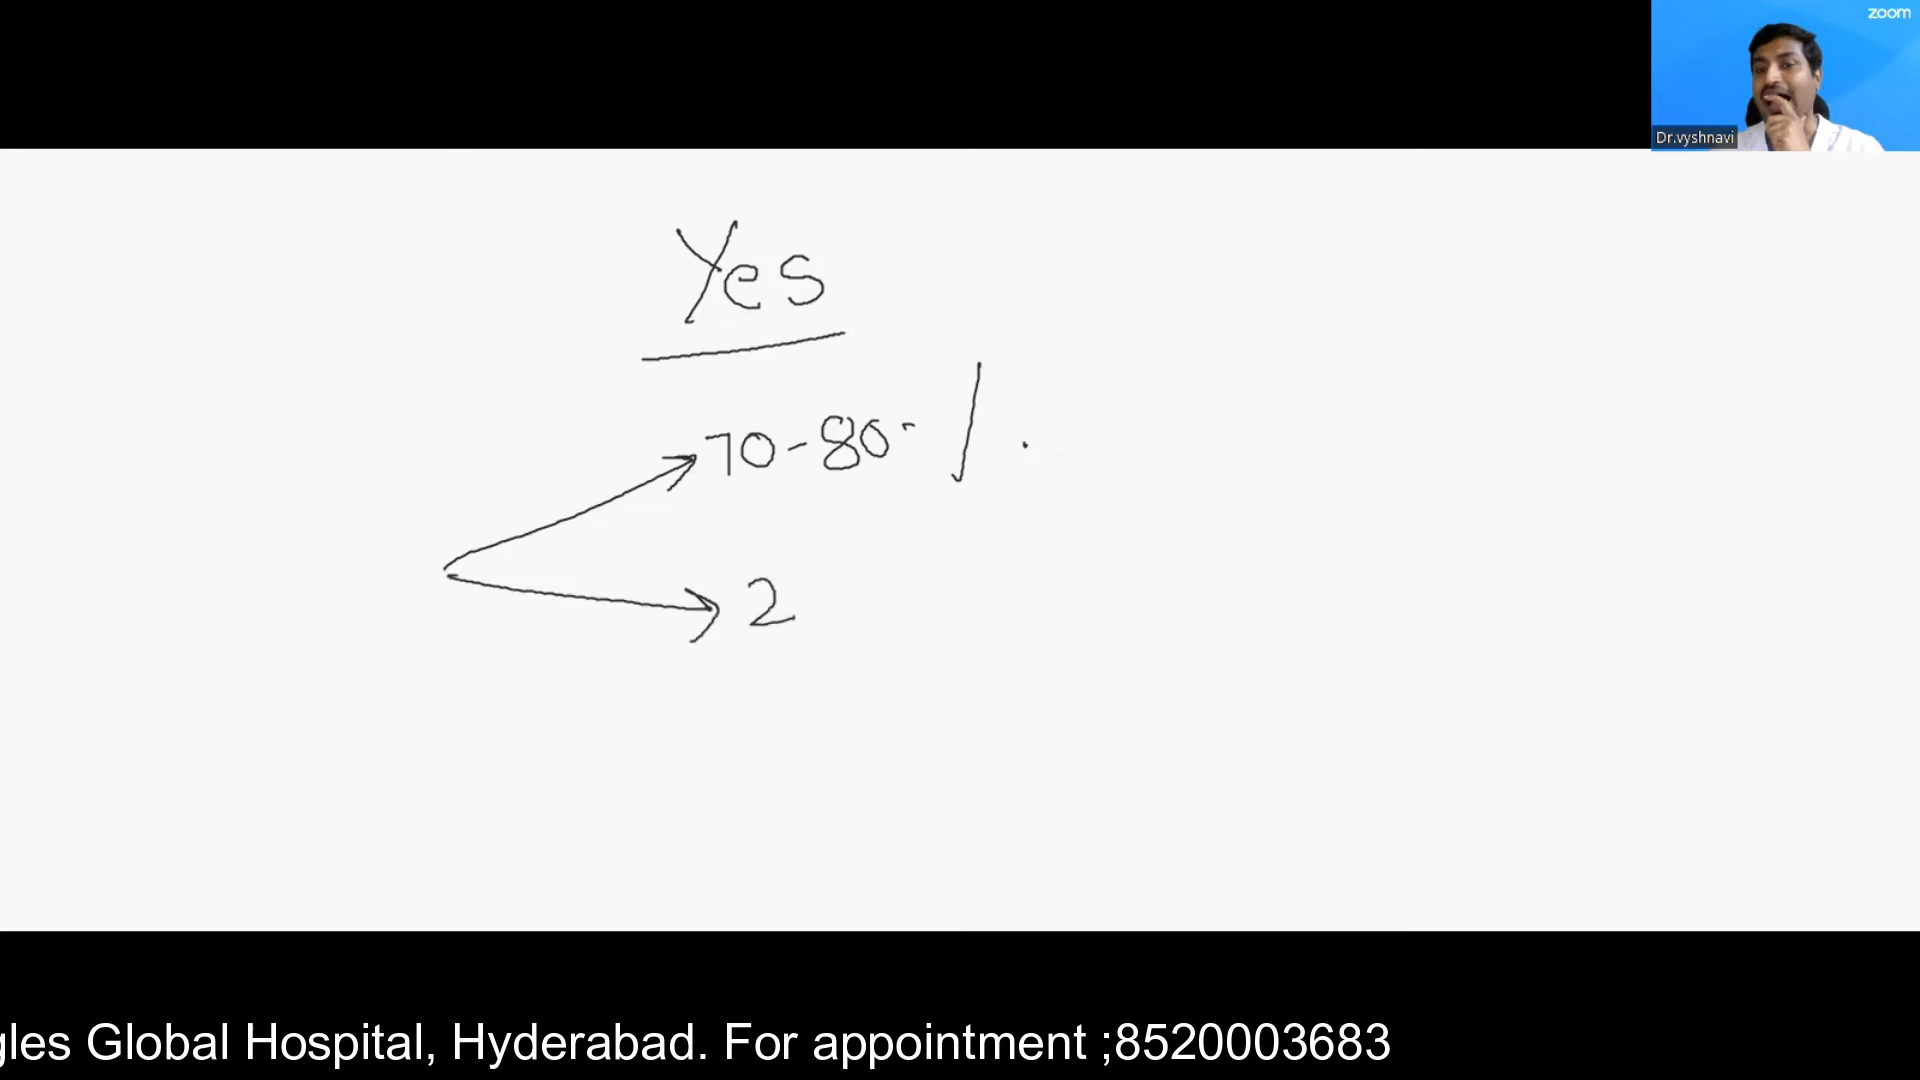 zoom
Dr.vyshnavi
Yes
70-80%
2
gles Global Hospital, Hyderabad. For appointment ;8520003683